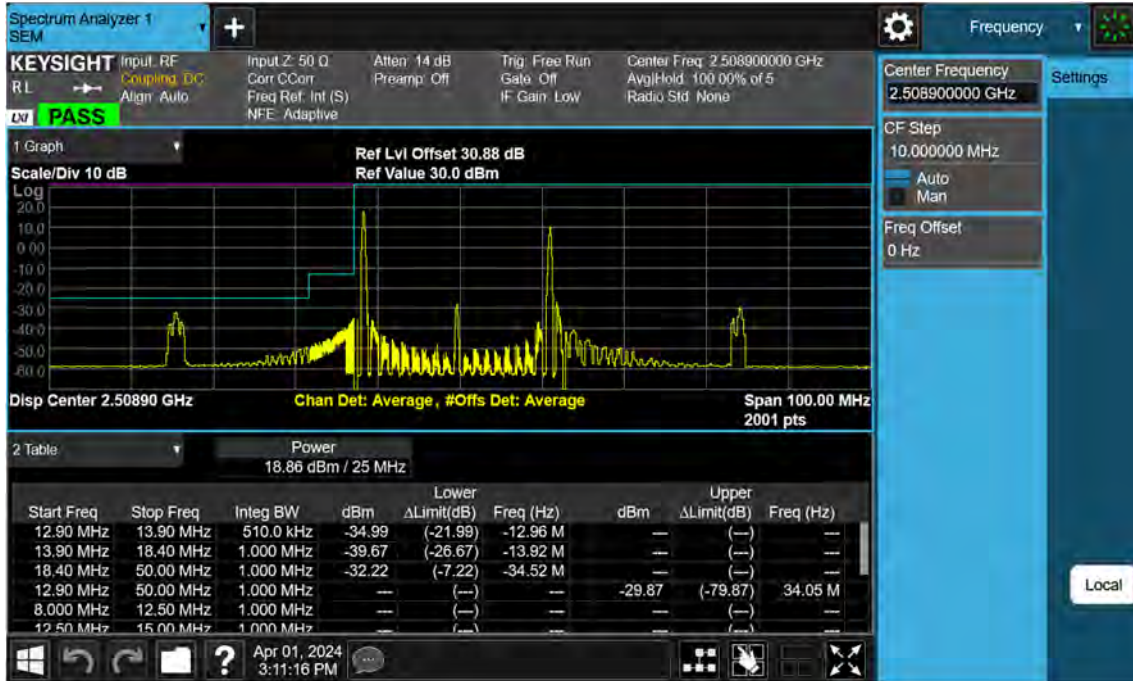 Spectrum Analyzer 1
SEM
+
Frequency
KEYSIGHT
RL
LXI
PASS
Input: RF
Coupling: DC
Align: Auto
Input Z: 50 Ω
Corr CCorr
Freq Ref: Int (S)
NFE: Adaptive
Atten: 14 dB
Preamp: Off
Trig: Free Run
Gate: Off
IF Gain: Low
Center Freq: 2.508900000 GHz
Avg|Hold: 100.00% of 5
Radio Std: None
Center Frequency
2.508900000 GHz
Settings
CF Step
10.000000 MHz
Auto
Man
Freq Offset
0 Hz
Local
1 Graph
Scale/Div 10 dB
Ref Lvl Offset 30.88 dB
Ref Value 30.0 dBm
Log
20.0
10.0
0.00
-10.0
-20.0
-30.0
-40.0
-50.0
-60.0
Disp Center 2.50890 GHz
Chan Det: Average, #Offs Det: Average
Span 100.00 MHz
2001 pts
2 Table
Power
18.86 dBm / 25 MHz
Lower Upper
Start Freq Stop Freq Integ BW dBm ΔLimit(dB) Freq (Hz) dBm ΔLimit(dB) Freq (Hz)
12.90 MHz 13.90 MHz 510.0 kHz -34.99 (-21.99) -12.96 M --- (---) ---
13.90 MHz 18.40 MHz 1.000 MHz -39.67 (-26.67) -13.92 M --- (---) ---
18.40 MHz 50.00 MHz 1.000 MHz -32.22 (-7.22) -34.52 M --- (---) ---
12.90 MHz 50.00 MHz 1.000 MHz --- (---) --- -29.87 (-79.87) 34.05 M
8.000 MHz 12.50 MHz 1.000 MHz --- (---) --- --- (---) ---
12.50 MHz 15.00 MHz 1.000 MHz --- (---) --- --- (---) ---
?
Apr 01, 2024
3:11:16 PM